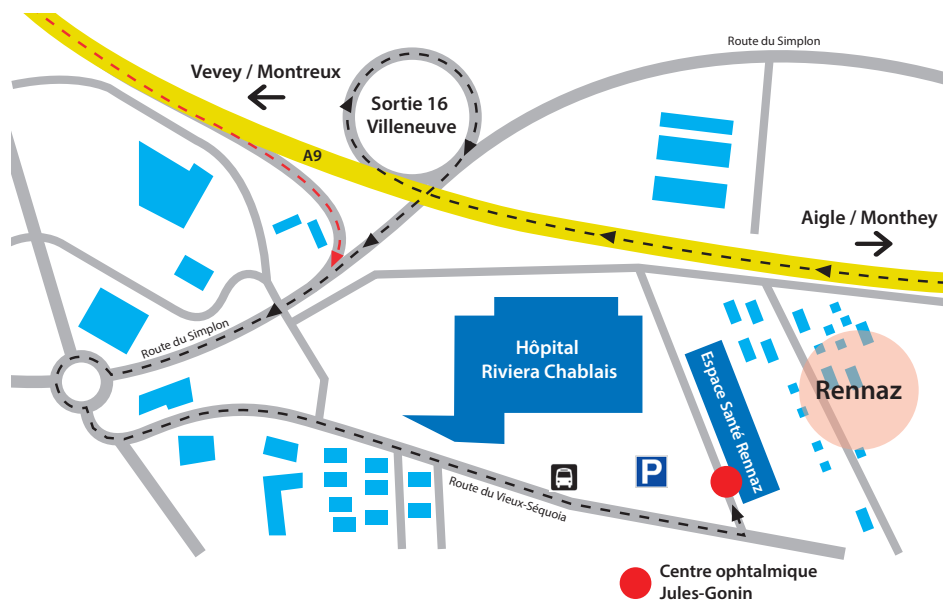 Route du Simplon
Vevey / Montreux
Sortie 16
Villeneuve
A9
Aigle / Monthey
Route du Simplon
Hôpital
Riviera Chablais
Espace Santé Rennaz
Rennaz
P
Route du Vieux-Séquoia
Centre ophtalmique
Jules-Gonin